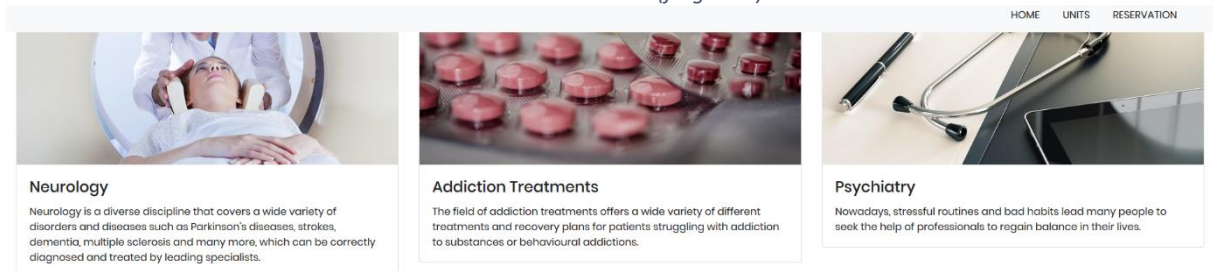 HOME UNITS RESERVATION
Neurology
Neurology is a diverse discipline that covers a wide variety of
disorders and diseases such as Parkinson's diseases, strokes,
dementia, multiple sclerosis and many more, which can be correctly
diagnosed and treated by leading specialists.
Addiction Treatments
The field of addiction treatments offers a wide variety of different
treatments and recovery plans for patients struggling with addiction
to substances or behavioural addictions.
Psychiatry
Nowadays, stressful routines and bad habits lead many people to
seek the help of professionals to regain balance in their lives.